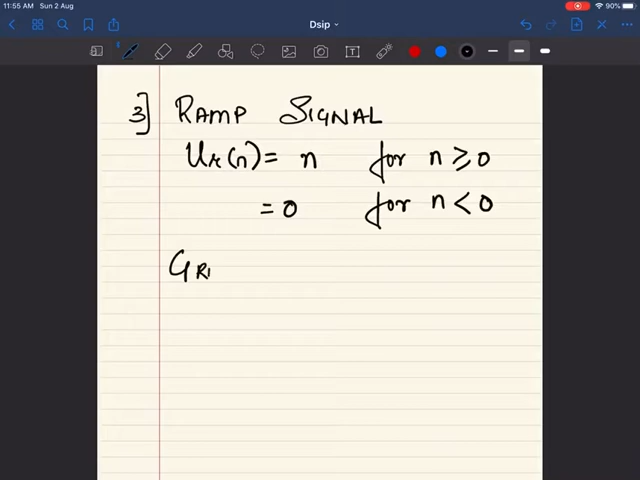 11:55 AM Sun 2 Aug 90%
Dsip
3] RAMP SIGNAL
Ur(n) = n for n ≥ 0
= 0 for n < 0
GR